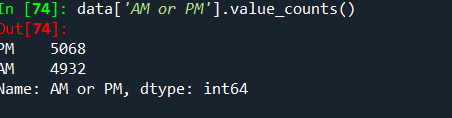 In [74]: data['AM or PM'].value_counts()
Out[74]:
PM    5068
AM    4932
Name: AM or PM, dtype: int64